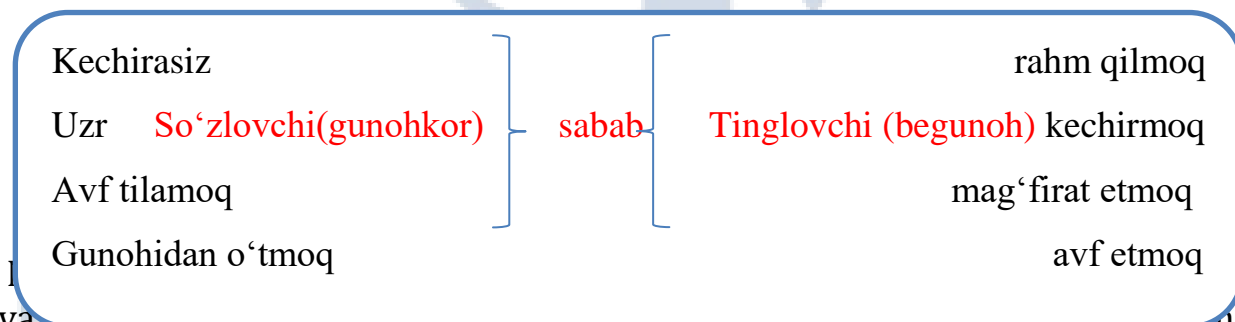 Kechirasiz rahm qilmoq
Uzr So‘zlovchi(gunohkor) sabab Tinglovchi (begunoh) kechirmoq
Avf tilamoq mag‘firat etmoq
Gunohidan o‘tmoq avf etmoq